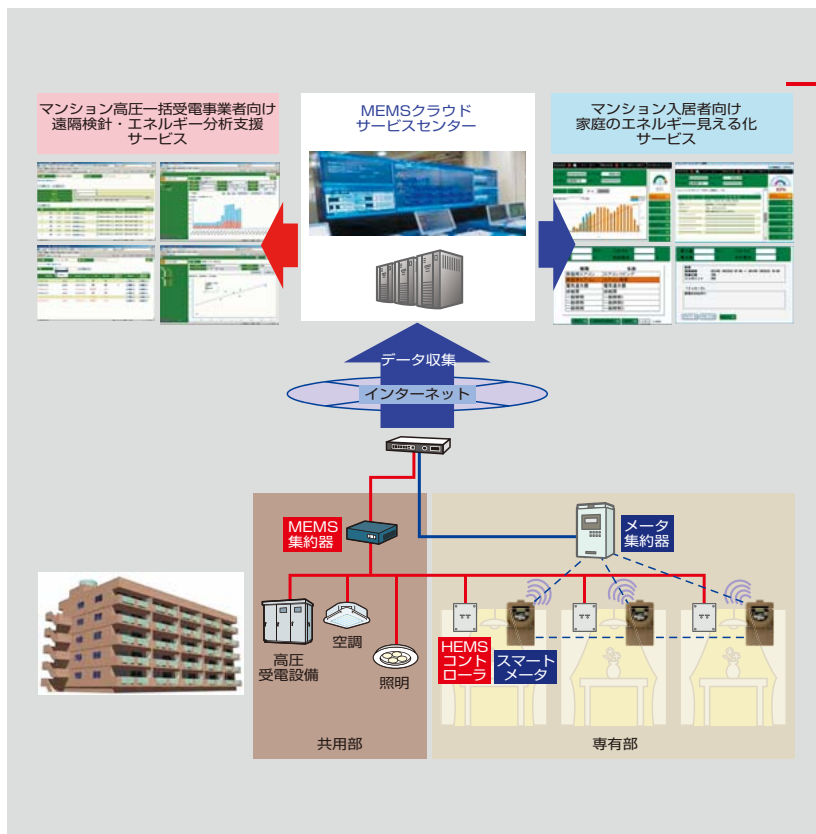 マンション高圧一括受電事業者向け
遠隔検針・エネルギー分析支援
サービス
MEMSクラウド
サービスセンター
マンション入居者向け
家庭のエネルギー見える化
サービス
データ収集
インターネット
MEMS
集約器
メータ
集約器
高圧
受電設備
空調
照明
HEMS
コント
ローラ
スマート
メータ
共用部
専有部